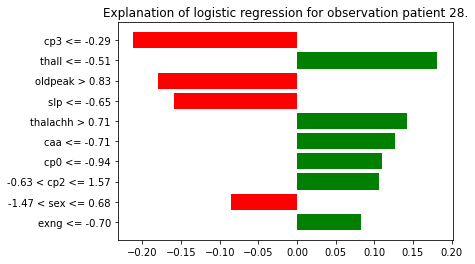 Explanation of logistic regression for observation patient 28.
cp3 <= -0.29
thall <= -0.51
oldpeak > 0.83
slp <= -0.65
thalachh > 0.71
caa <= -0.71
cp0 <= -0.94
-0.63 < cp2 <= 1.57
-1.47 < sex <= 0.68
exng <= -0.70
-0.20 -0.15 -0.10 -0.05 0.00 0.05 0.10 0.15 0.20